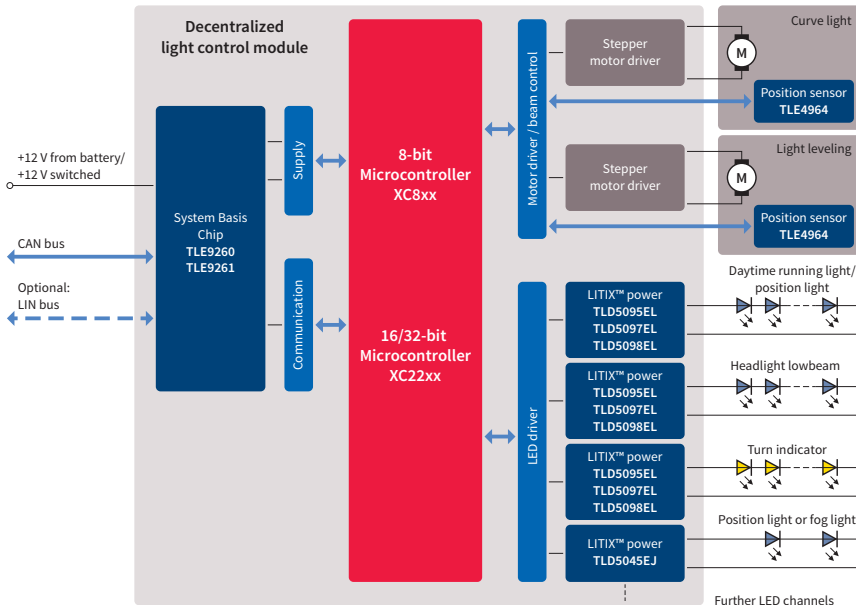 Decentralized
light control module
+12 V from battery/
+12 V switched
CAN bus
Optional:
LIN bus
System Basis
Chip
TLE9260
TLE9261
Supply
Communication
8-bit
Microcontroller
XC8xx
16/32-bit
Microcontroller
XC22xx
Motor driver / beam control
LED driver
Stepper
motor driver
Curve light
M
Position sensor
TLE4964
Stepper
motor driver
Light leveling
M
Position sensor
TLE4964
LITIX™ power
TLD5095EL
TLD5097EL
TLD5098EL
Daytime running light/
position light
LITIX™ power
TLD5095EL
TLD5097EL
TLD5098EL
Headlight lowbeam
LITIX™ power
TLD5095EL
TLD5097EL
TLD5098EL
Turn indicator
LITIX™ power
TLD5045EJ
Position light or fog light
Further LED channels